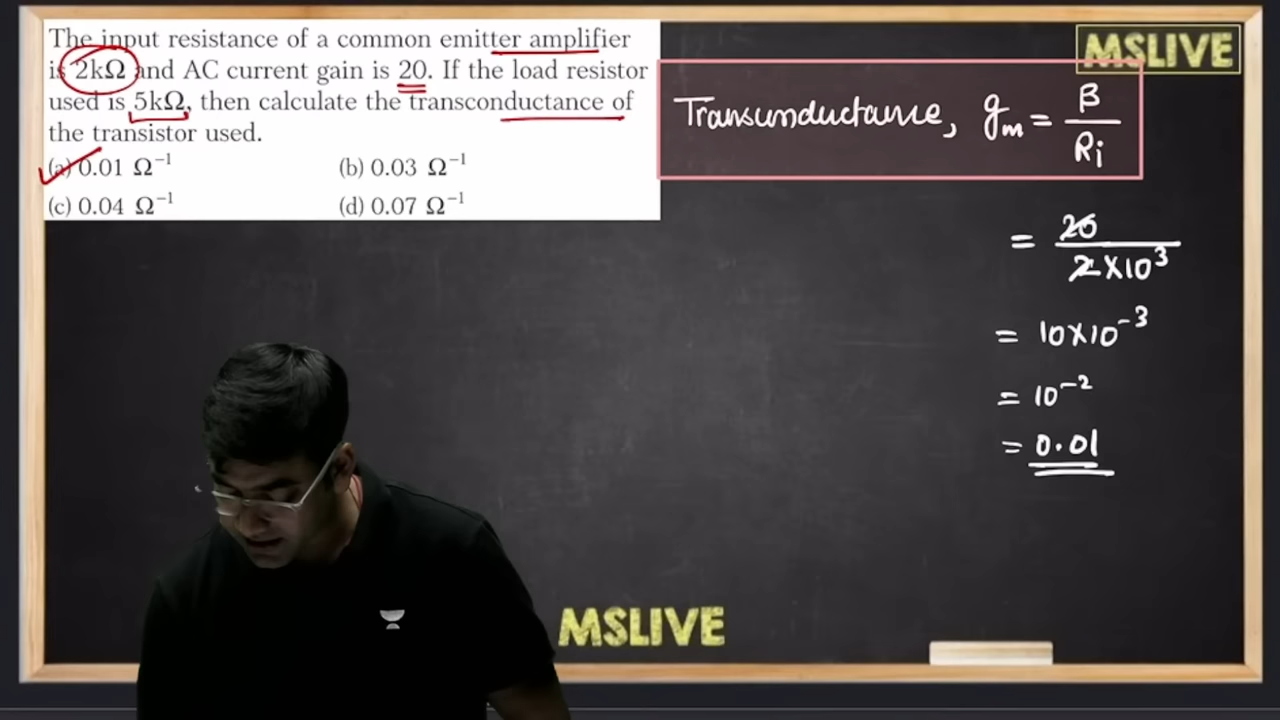 The input resistance of a common emitter amplifier
is 2kΩ and AC current gain is 20. If the load resistor
used is 5kΩ, then calculate the transconductance of
the transistor used.
(a) 0.01 Ω⁻¹ (b) 0.03 Ω⁻¹
(c) 0.04 Ω⁻¹ (d) 0.07 Ω⁻¹
MSLIVE
Transconductance, gₘ = β / Rᵢ
= 20 / 2×10³
= 10×10⁻³
= 10⁻²
= 0.01
MSLIVE